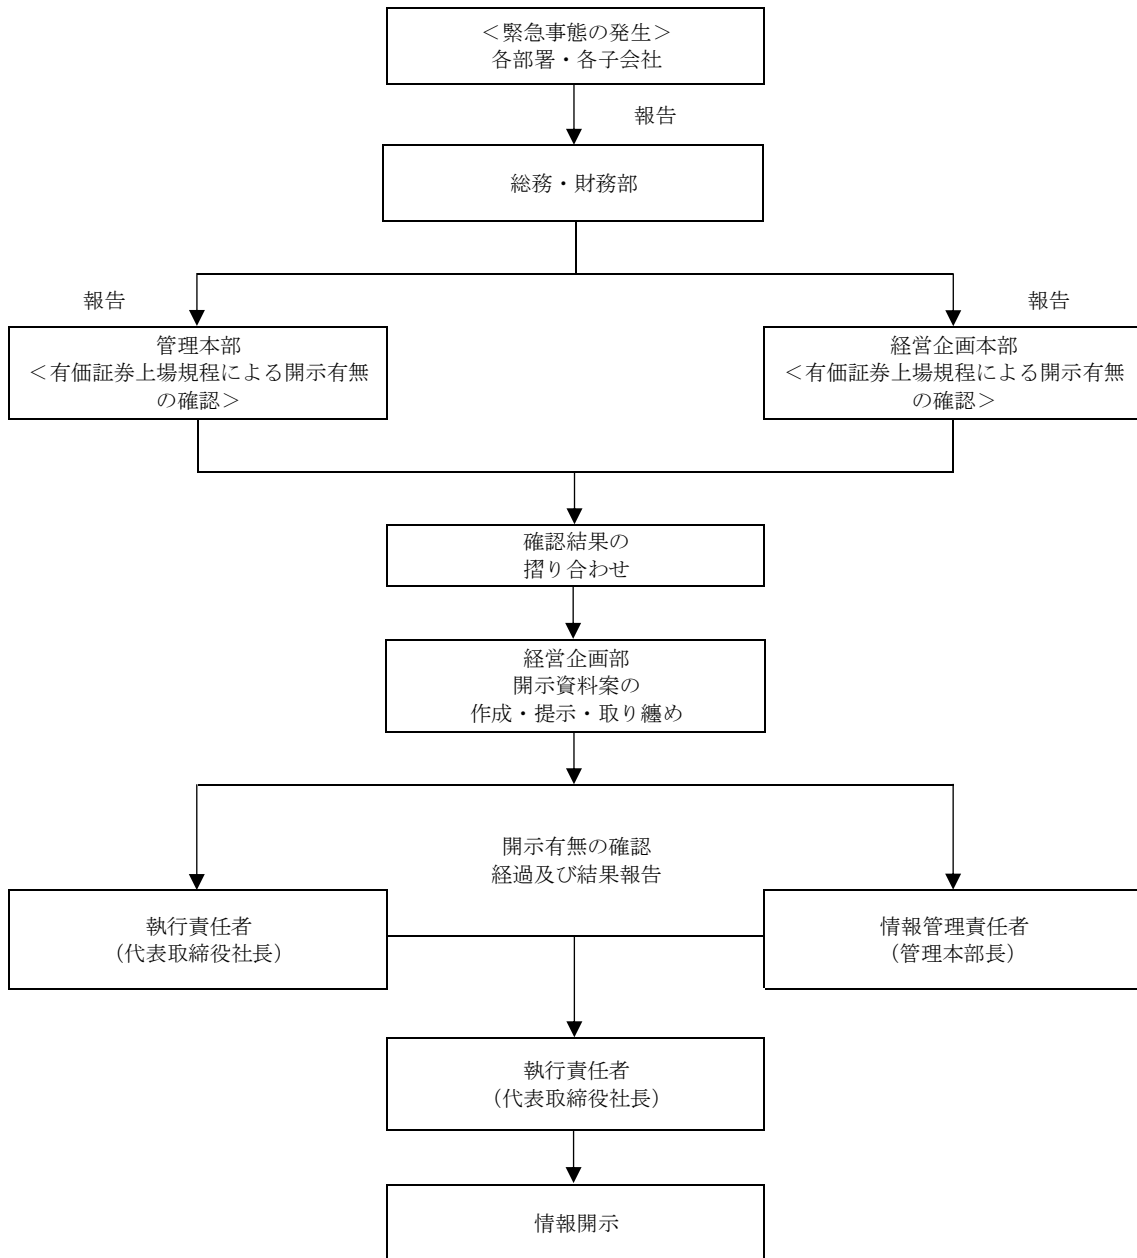 ＜緊急事態の発生＞
各部署・各子会社
報告
総務・財務部
報告
報告
管理本部
＜有価証券上場規程による開示有無
の確認＞
経営企画本部
＜有価証券上場規程による開示有無
の確認＞
確認結果の
摺り合わせ
経営企画部
開示資料案の
作成・提示・取り纏め
開示有無の確認
経過及び結果報告
執行責任者
（代表取締役社長）
情報管理責任者
（管理本部長）
執行責任者
（代表取締役社長）
情報開示